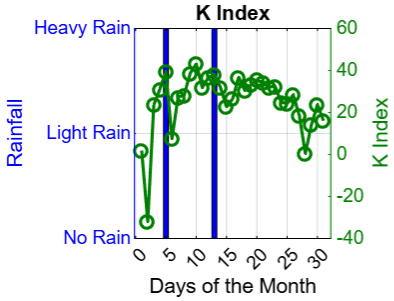 K Index
Heavy Rain
Light Rain
No Rain
Rainfall
60
40
20
0
-20
-40
K Index
0
5
10
15
20
25
30
Days of the Month